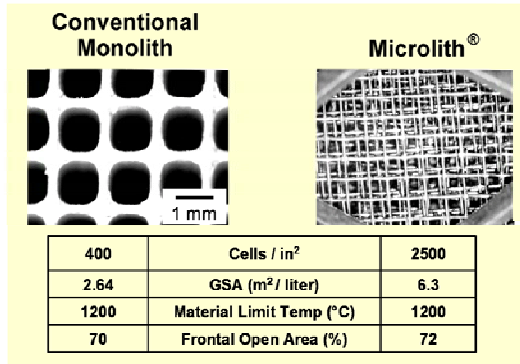 Conventional
Monolith
Microlith®
1 mm
400 Cells / in² 2500
2.64 GSA (m²/ liter) 6.3
1200 Material Limit Temp (°C) 1200
70 Frontal Open Area (%) 72